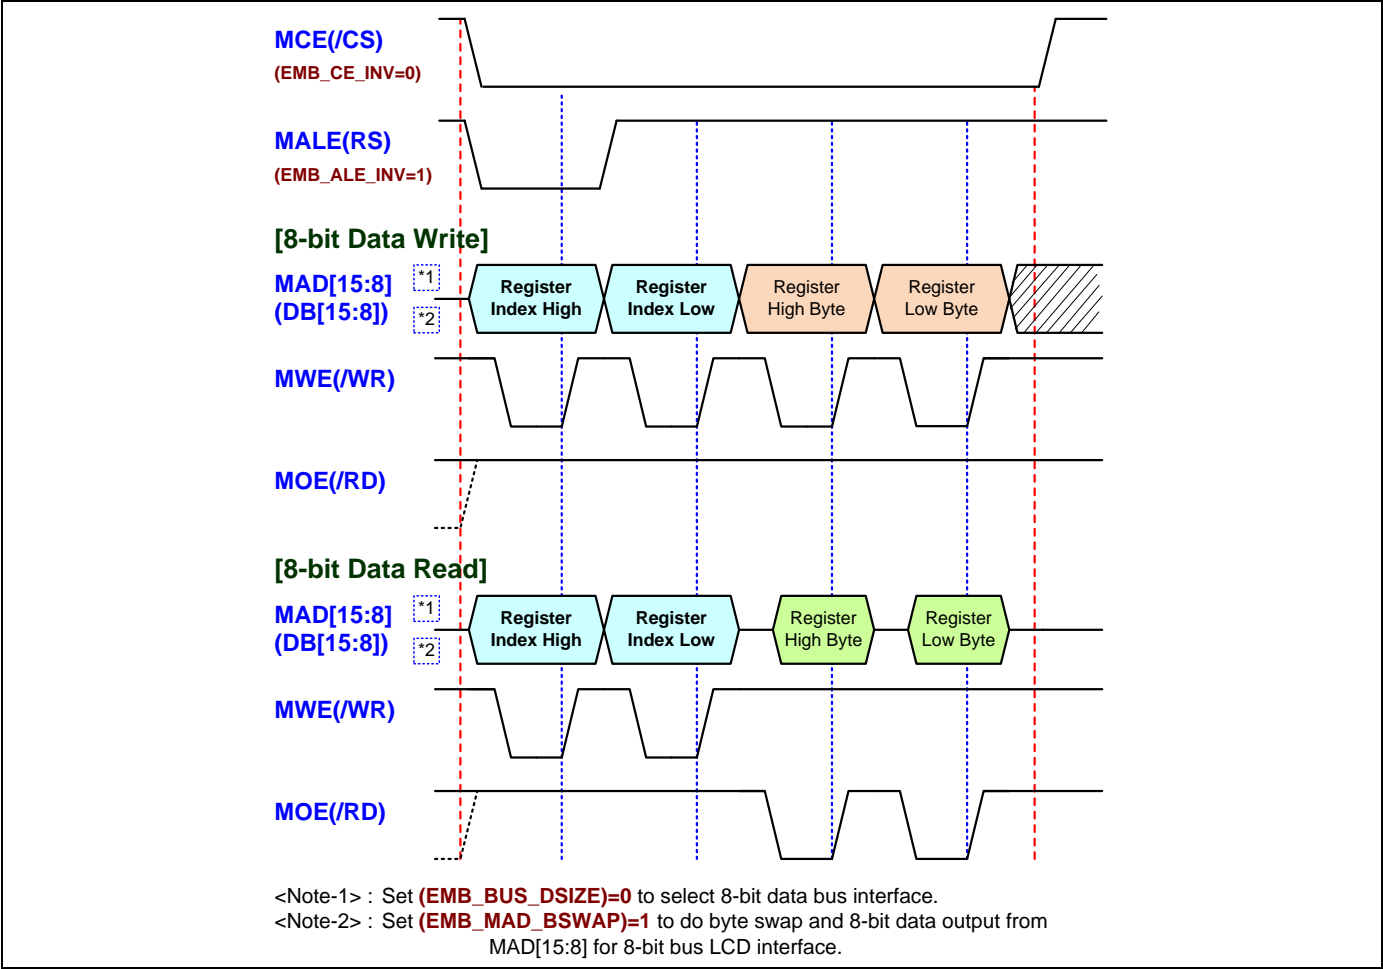 MCE(/CS)
(EMB_CE_INV=0)
MALE(RS)
(EMB_ALE_INV=1)
[8-bit Data Write]
MAD[15:8] *1
(DB[15:8]) *2
Register Index High
Register Index Low
Register High Byte
Register Low Byte
MWE(/WR)
MOE(/RD)
[8-bit Data Read]
MAD[15:8] *1
(DB[15:8]) *2
Register Index High
Register Index Low
Register High Byte
Register Low Byte
MWE(/WR)
MOE(/RD)
<Note-1> : Set (EMB_BUS_DSIZE)=0 to select 8-bit data bus interface.
<Note-2> : Set (EMB_MAD_BSWAP)=1 to do byte swap and 8-bit data output from
MAD[15:8] for 8-bit bus LCD interface.